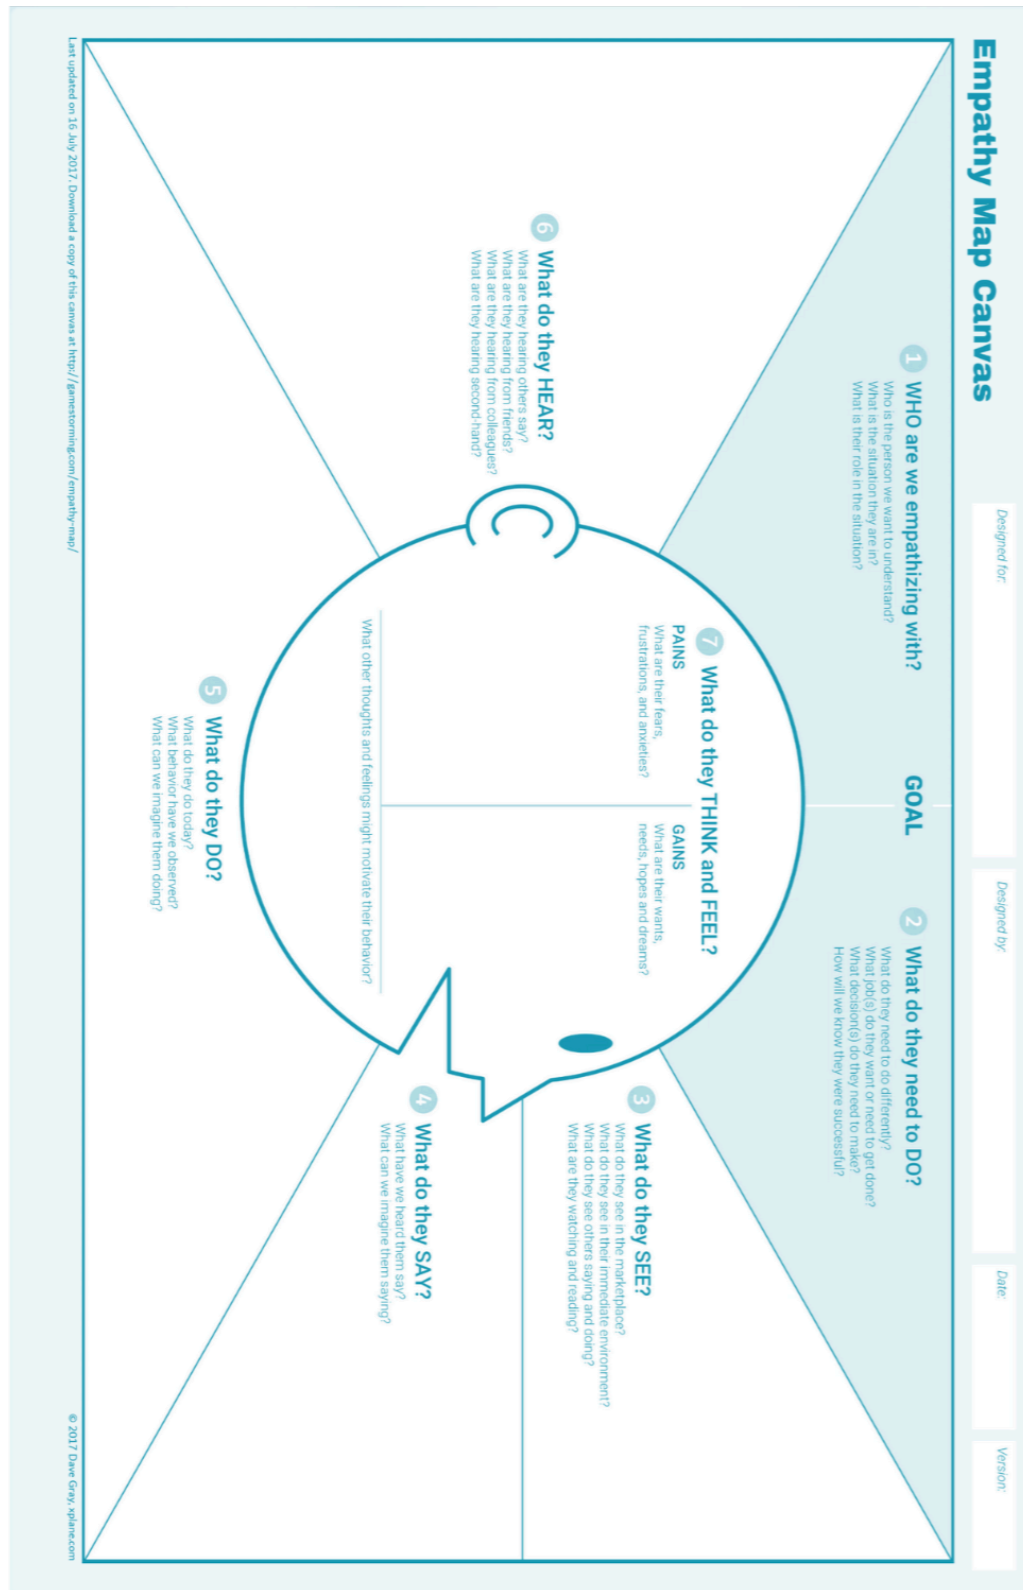 Empathy Map Canvas
Designed for:
Designed by:
Date:
Version:
1 WHO are we empathizing with?
Who is the person we want to understand?
What is the situation they are in?
What is their role in the situation?
GOAL
2 What do they need to DO?
What do they need to do differently?
What job(s) do they want or need to get done?
What decision(s) do they need to make?
How will we know they were successful?
3 What do they SEE?
What do they see in the marketplace?
What do they see in their immediate environment?
What do they see others saying and doing?
What are they watching and reading?
4 What do they SAY?
What have we heard them say?
What can we imagine them saying?
5 What do they DO?
What do they do today?
What behavior have we observed?
What can we imagine them doing?
6 What do they HEAR?
What are they hearing others say?
What are they hearing from friends?
What are they hearing from colleagues?
What are they hearing second-hand?
7 What do they THINK and FEEL?
PAINS
What are their fears,
frustrations, and anxieties?
GAINS
What are their wants,
needs, hopes and dreams?
What other thoughts and feelings might motivate their behavior?
Last updated on 16 July 2017. Download a copy of this canvas at http://gamestorming.com/empathy-map/
© 2017 Dave Gray, xplane.com